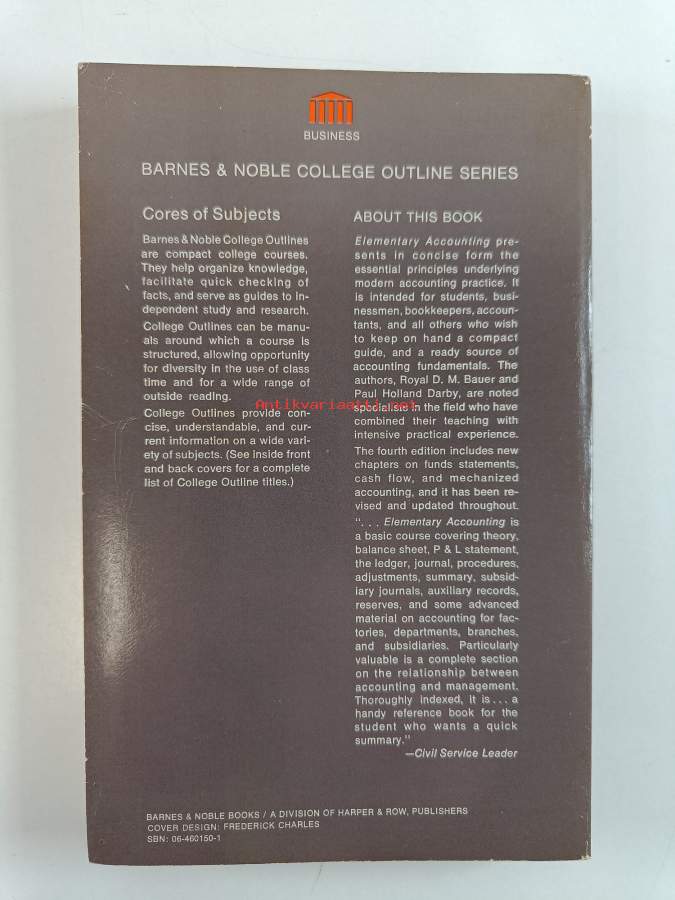 BUSINESS
BARNES & NOBLE COLLEGE OUTLINE SERIES
Cores of Subjects
Barnes & Noble College Outlines
are compact college courses.
They help organize knowledge,
facilitate quick checking of
facts, and serve as guides to in-
dependent study and research.
College Outlines can be manu-
als around which a course is
structured, allowing opportunity
for diversity in the use of class
time and for a wide range of
outside reading.
College Outlines provide con-
cise, understandable, and cur-
rent information on a wide vari-
ety of subjects. (See inside front
and back covers for a complete
list of College Outline titles.)
ABOUT THIS BOOK
Elementary Accounting pre-
sents in concise form the
essential principles underlying
modern accounting practice. It
is intended for students, busi-
nessmen, bookkeepers, accoun-
tants, and all others who wish
to keep on hand a compact
guide, and a ready source of
accounting fundamentals. The
authors, Royal D. M. Bauer and
Paul Holland Darby, are noted
specialists in the field who have
combined their teaching with
intensive practical experience.
The fourth edition includes new
chapters on funds statements,
cash flow, and mechanized
accounting, and it has been re-
vised and updated throughout.
". . . Elementary Accounting is
a basic course covering theory,
balance sheet, P & L statement,
the ledger, journal, procedures,
adjustments, summary, subsid-
iary journals, auxiliary records,
reserves, and some advanced
material on accounting for fac-
tories, departments, branches,
and subsidiaries. Particularly
valuable is a complete section
on the relationship between
accounting and management.
Thoroughly indexed, it is . . . a
handy reference book for the
student who wants a quick
summary."
—Civil Service Leader
Antikvariaatti.net
BARNES & NOBLE BOOKS / A DIVISION OF HARPER & ROW, PUBLISHERS
COVER DESIGN: FREDERICK CHARLES
SBN: 06-460150-1